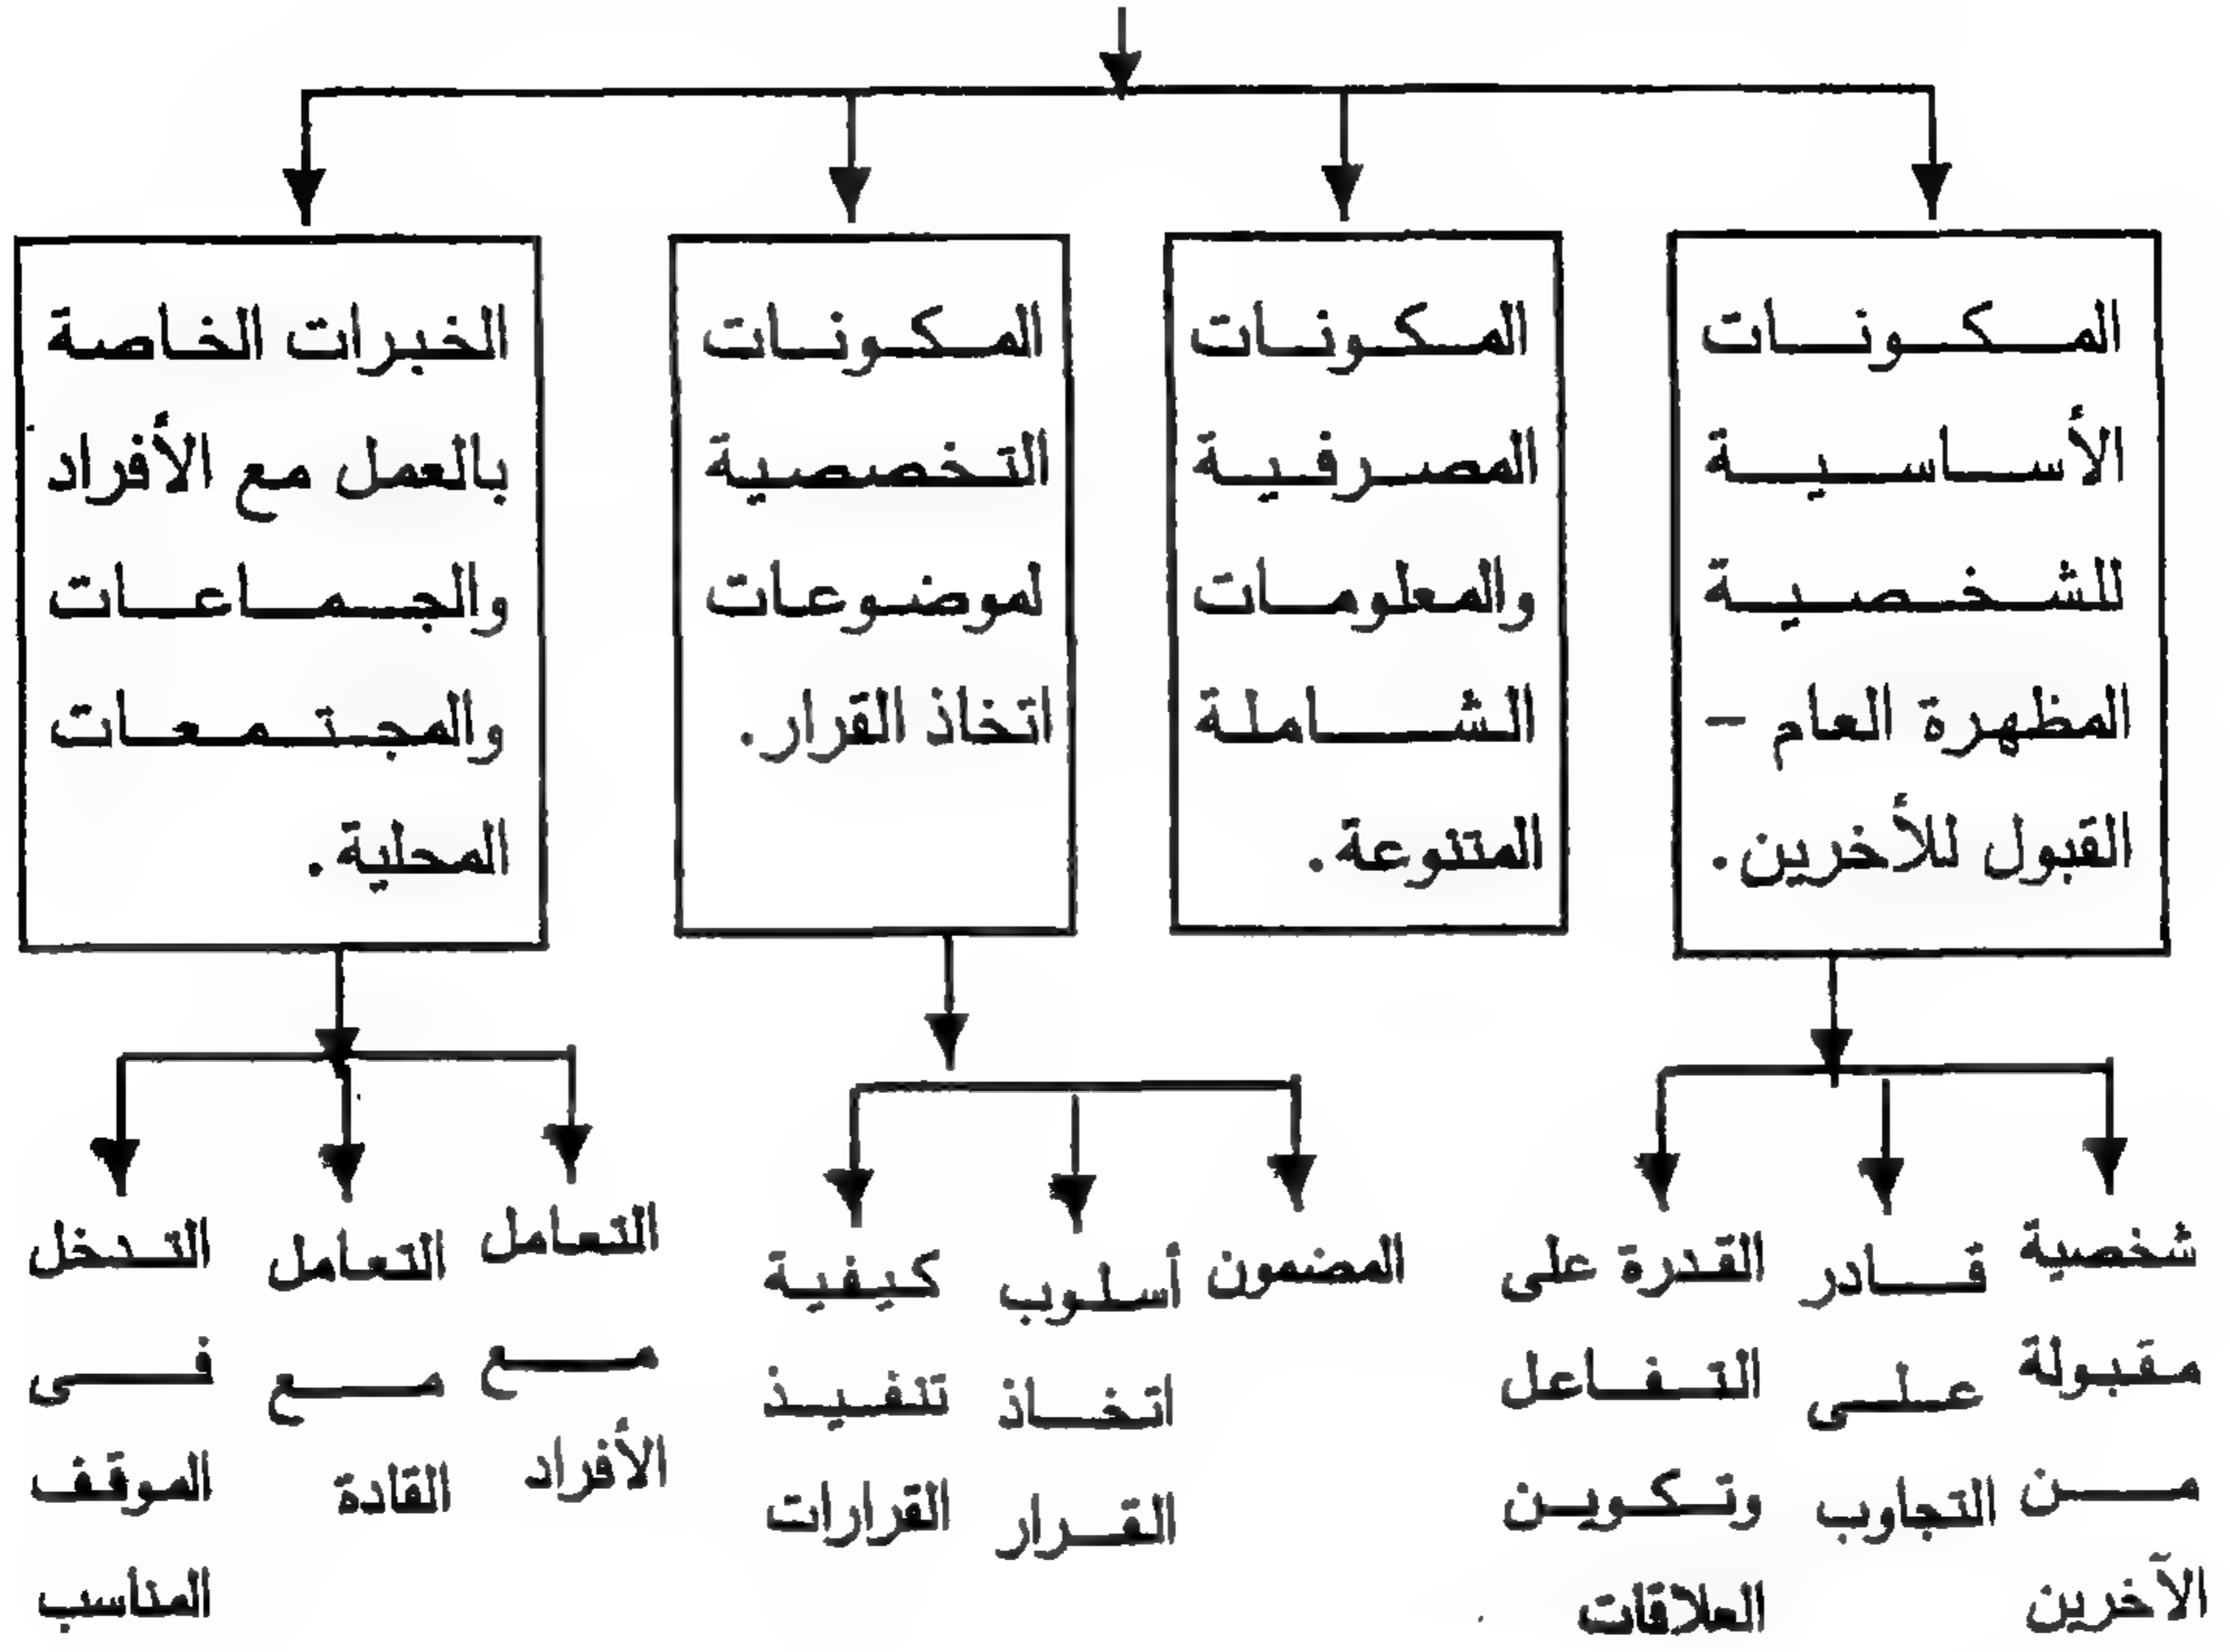 المكونات
الأساسية
للشخصية
المظهرة العام –
القبول للأخرين.
المكونات
المصرفية
والمعلومات
الشاملة
المتنوعة.
المكونات
التخصصية
لموضوعات
اتخاذ القرار.
الخبرات الخاصة
بالعمل مع الأفراد
والجماعات
والمجتمعات
المحلية.
شخصية
مقبولة
من
الآخرين
قادر
على
التجاوب
القدرة على
التفاعل
وتكوين
العلاقات
المضمون
أسلوب
اتخاذ
القرار
كيفية
تنفيذ
القرارات
التعامل
مع
الأفراد
التعامل
مع
القادة
التدخل
فى
الموقف
المناسب